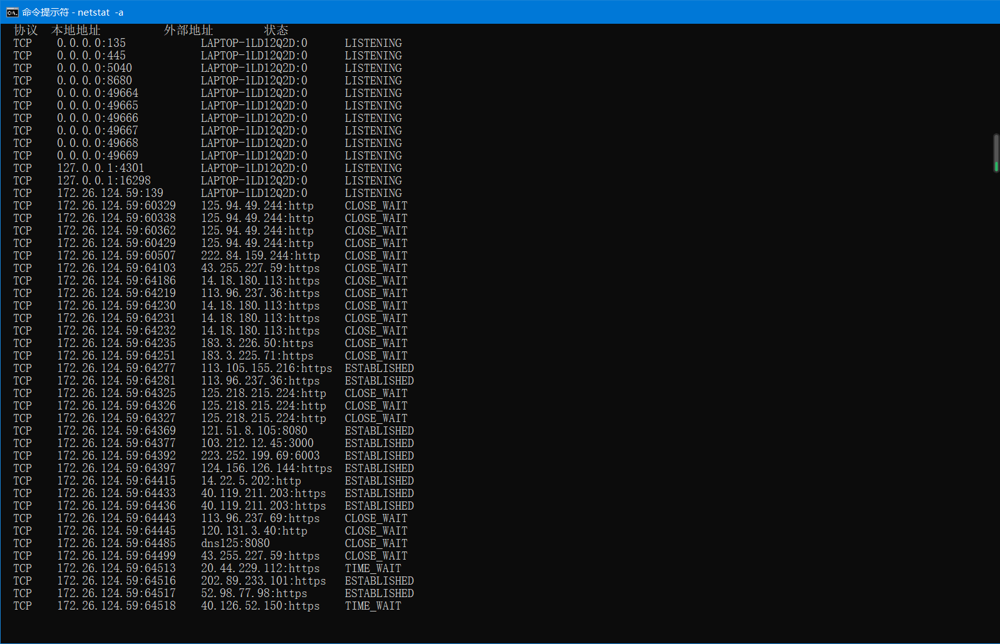 命令提示符 - netstat -a
协议 本地地址 外部地址 状态
TCP 0.0.0.0:135 LAPTOP-1LD12Q2D:0 LISTENING
TCP 0.0.0.0:445 LAPTOP-1LD12Q2D:0 LISTENING
TCP 0.0.0.0:5040 LAPTOP-1LD12Q2D:0 LISTENING
TCP 0.0.0.0:8680 LAPTOP-1LD12Q2D:0 LISTENING
TCP 0.0.0.0:49664 LAPTOP-1LD12Q2D:0 LISTENING
TCP 0.0.0.0:49665 LAPTOP-1LD12Q2D:0 LISTENING
TCP 0.0.0.0:49666 LAPTOP-1LD12Q2D:0 LISTENING
TCP 0.0.0.0:49667 LAPTOP-1LD12Q2D:0 LISTENING
TCP 0.0.0.0:49668 LAPTOP-1LD12Q2D:0 LISTENING
TCP 0.0.0.0:49669 LAPTOP-1LD12Q2D:0 LISTENING
TCP 127.0.0.1:4301 LAPTOP-1LD12Q2D:0 LISTENING
TCP 127.0.0.1:16298 LAPTOP-1LD12Q2D:0 LISTENING
TCP 172.26.124.59:139 LAPTOP-1LD12Q2D:0 LISTENING
TCP 172.26.124.59:60329 125.94.49.244:http CLOSE_WAIT
TCP 172.26.124.59:60338 125.94.49.244:http CLOSE_WAIT
TCP 172.26.124.59:60362 125.94.49.244:http CLOSE_WAIT
TCP 172.26.124.59:60429 125.94.49.244:http CLOSE_WAIT
TCP 172.26.124.59:60507 222.84.159.244:http CLOSE_WAIT
TCP 172.26.124.59:64103 43.255.227.59:https CLOSE_WAIT
TCP 172.26.124.59:64186 14.18.180.113:https CLOSE_WAIT
TCP 172.26.124.59:64219 113.96.237.36:https CLOSE_WAIT
TCP 172.26.124.59:64230 14.18.180.113:https CLOSE_WAIT
TCP 172.26.124.59:64231 14.18.180.113:https CLOSE_WAIT
TCP 172.26.124.59:64232 14.18.180.113:https CLOSE_WAIT
TCP 172.26.124.59:64235 183.3.226.50:https CLOSE_WAIT
TCP 172.26.124.59:64251 183.3.225.71:https CLOSE_WAIT
TCP 172.26.124.59:64277 113.105.155.216:https ESTABLISHED
TCP 172.26.124.59:64281 113.96.237.36:https ESTABLISHED
TCP 172.26.124.59:64325 125.218.215.224:http CLOSE_WAIT
TCP 172.26.124.59:64326 125.218.215.224:http CLOSE_WAIT
TCP 172.26.124.59:64327 125.218.215.224:http CLOSE_WAIT
TCP 172.26.124.59:64369 121.51.8.105:8080 ESTABLISHED
TCP 172.26.124.59:64377 103.212.12.45:3000 ESTABLISHED
TCP 172.26.124.59:64392 223.252.199.69:6003 ESTABLISHED
TCP 172.26.124.59:64397 124.156.126.144:https ESTABLISHED
TCP 172.26.124.59:64415 14.22.5.202:http ESTABLISHED
TCP 172.26.124.59:64433 40.119.211.203:https ESTABLISHED
TCP 172.26.124.59:64436 40.119.211.203:https ESTABLISHED
TCP 172.26.124.59:64443 113.96.237.69:https CLOSE_WAIT
TCP 172.26.124.59:64445 120.131.3.40:http CLOSE_WAIT
TCP 172.26.124.59:64485 dns125:8080 CLOSE_WAIT
TCP 172.26.124.59:64499 43.255.227.59:https CLOSE_WAIT
TCP 172.26.124.59:64513 20.44.229.112:https TIME_WAIT
TCP 172.26.124.59:64516 202.89.233.101:https ESTABLISHED
TCP 172.26.124.59:64517 52.98.77.98:https ESTABLISHED
TCP 172.26.124.59:64518 40.126.52.150:https TIME_WAIT